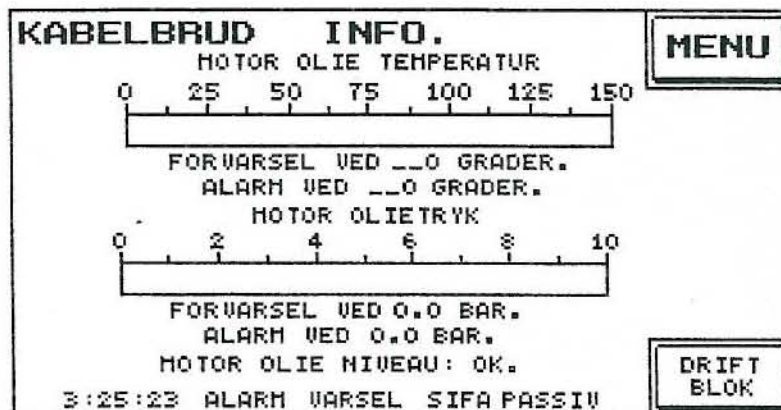 KABELBRUD INFO.
MENU
MOTOR OLIE TEMPERATUR
0 25 50 75 100 125 150
FORVARSEL VED __0 GRADER.
ALARM VED __0 GRADER.
MOTOR OLIETRYK
0 2 4 6 8 10
FORVARSEL VED 0.0 BAR.
ALARM VED 0.0 BAR.
MOTOR OLIE NIVEAU: OK.
3:25:23 ALARM VARSEL SIFA PASSIV
DRIFT
BLOK